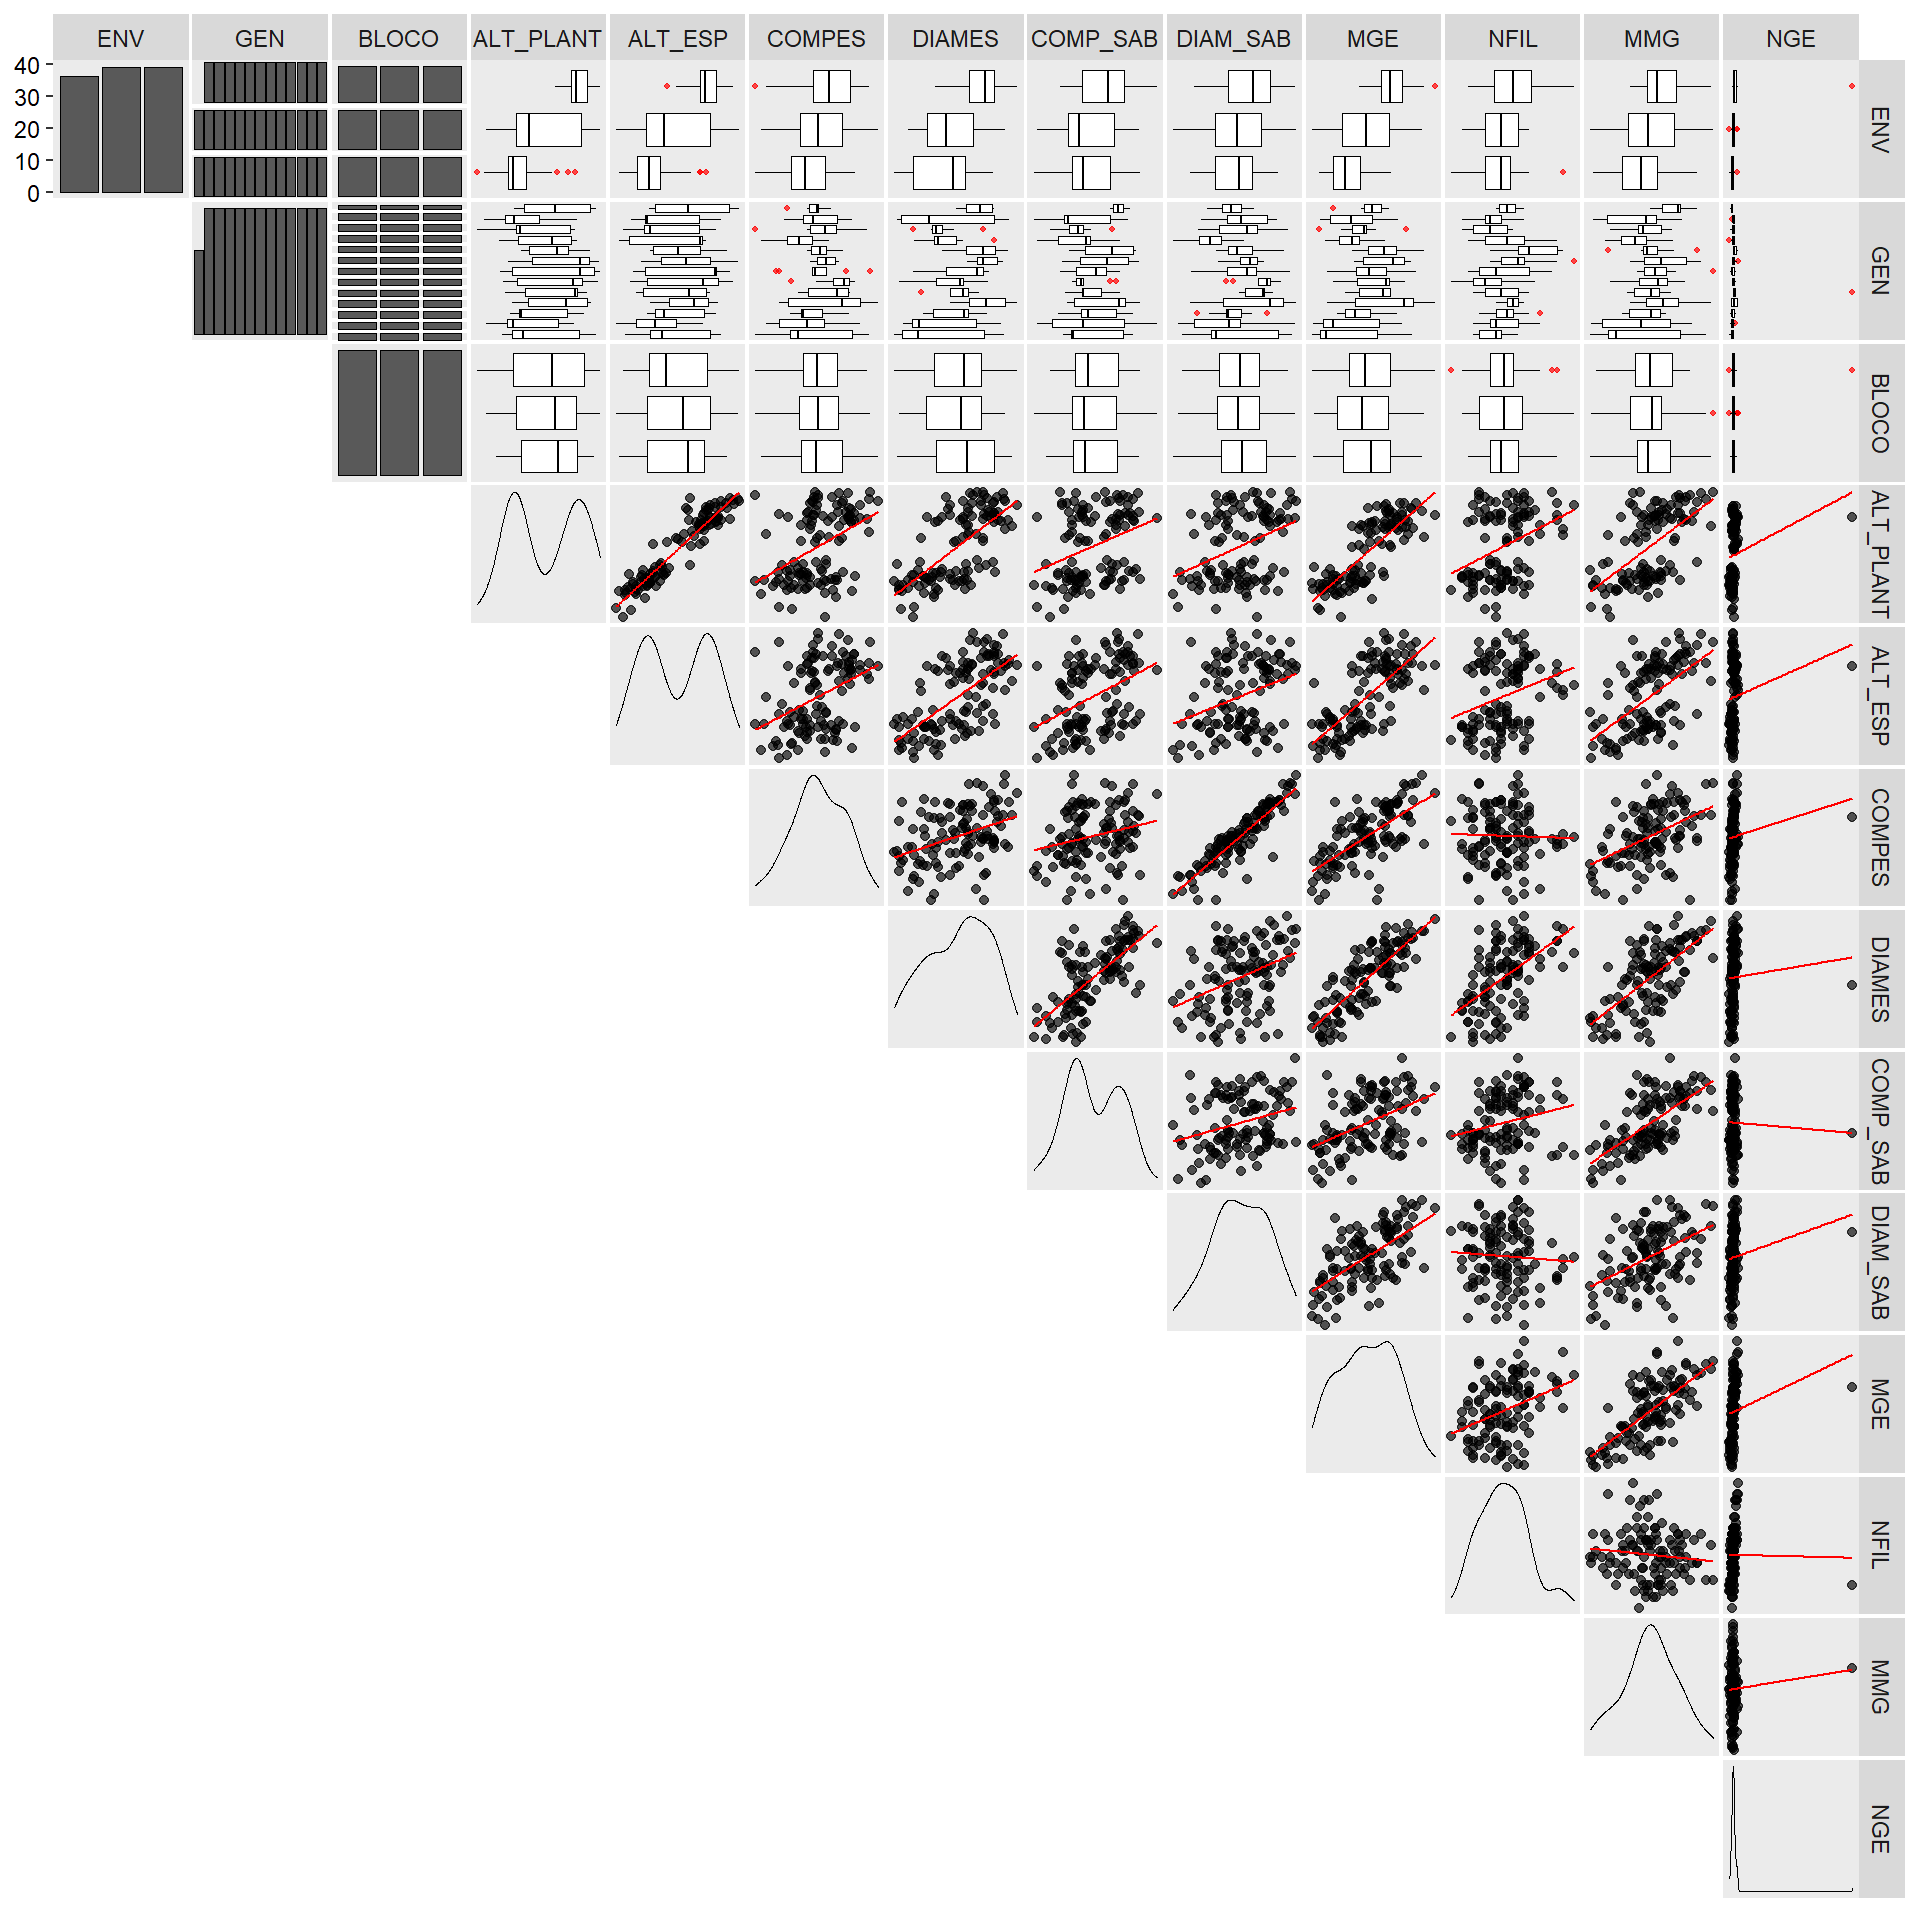 ENV GEN BLOCO ALT_PLANT ALT_ESP COMPES DIAMES COMP_SAB DIAM_SAB MGE NFIL MMG NGE
40
30
20
10
0
ENV
GEN
BLOCO
ALT_PLANT
ALT_ESP
COMPES
DIAMES
COMP_SAB
DIAM_SAB
MGE
NFIL
MMG
NGE